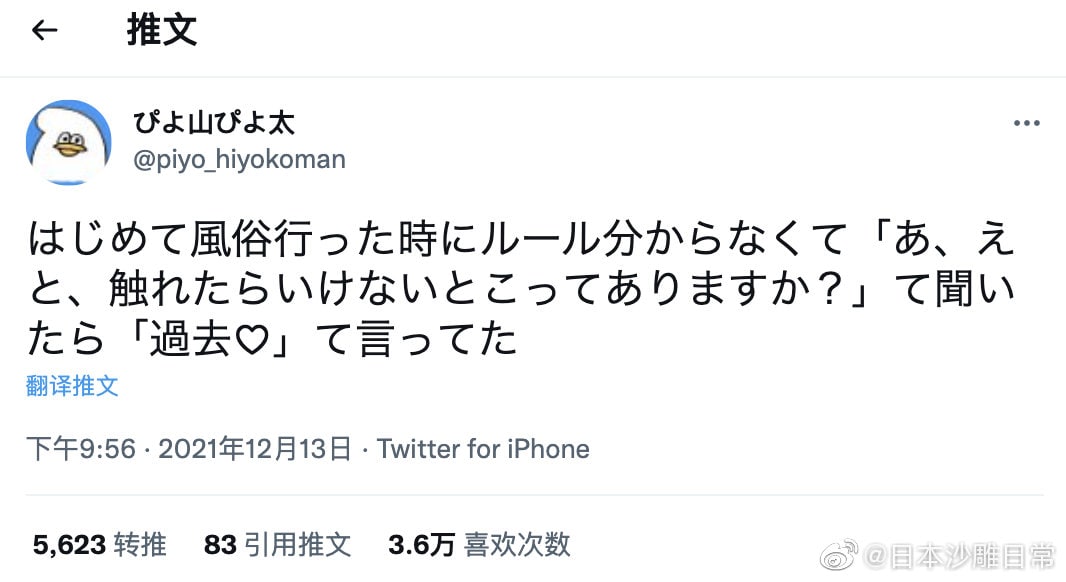 ← 推文
ぴよ山ぴよ太
@piyo_hiyokoman
はじめて風俗行った時にルール分からなくて「あ、え
と、触れたらいけないとこってありますか？」て聞い
たら「過去♡」て言ってた
翻译推文
下午9:56 · 2021年12月13日 · Twitter for iPhone
5,623 转推 83 引用推文 3.6万 喜欢次数
@日本沙雕日常